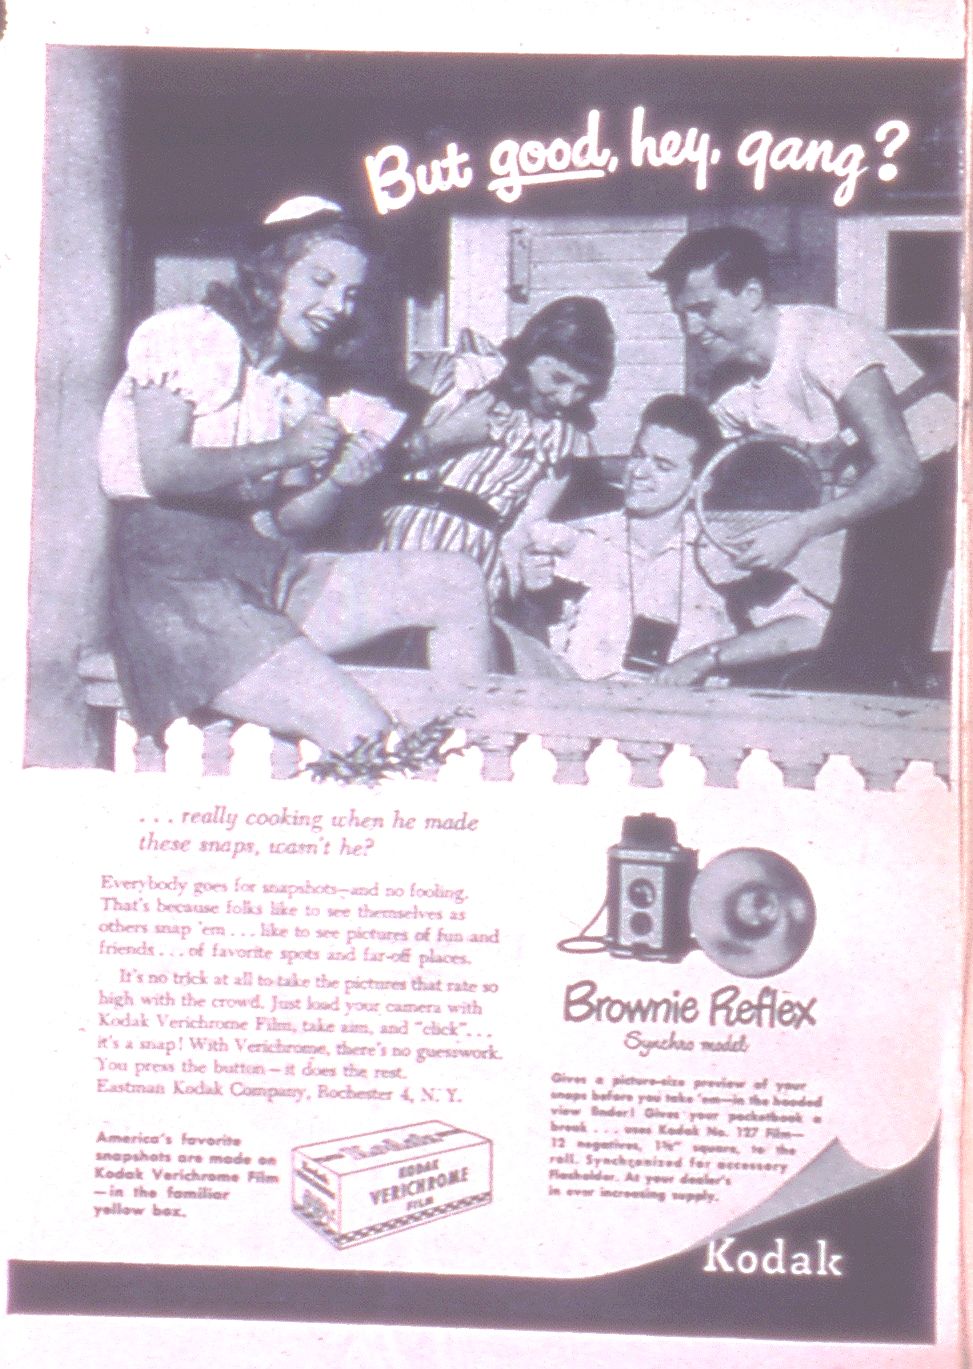 But good, hey, gang?
. . . really cooking when he made
these snaps, wasn't he?
Everybody goes for snapshots—and no fooling.
That's because folks like to see themselves as
others snap 'em . . . like to see pictures of fun and
friends . . . of favorite spots and far-off places.
It's no trick at all to take the pictures that rate so
high with the crowd. Just load your camera with
Kodak Verichrome Film, take aim, and "click". . .
it's a snap! With Verichrome, there's no guesswork.
You press the button—it does the rest.
Eastman Kodak Company, Rochester 4, N. Y.
America's favorite
snapshots are made on
Kodak Verichrome Film
—in the familiar
yellow box.
Kodak
KODAK
VERICHROME
FILM
Brownie Reflex
Synchro model
Gives a picture-size preview of your
snaps before you take 'em—in the hooded
view finder! Gives your pocketbook a
break . . . uses Kodak No. 127 Film—
12 negatives, 1⅝" square, to the
roll. Synchronized for accessory
Flasholder. At your dealer's
in ever increasing supply.
Kodak